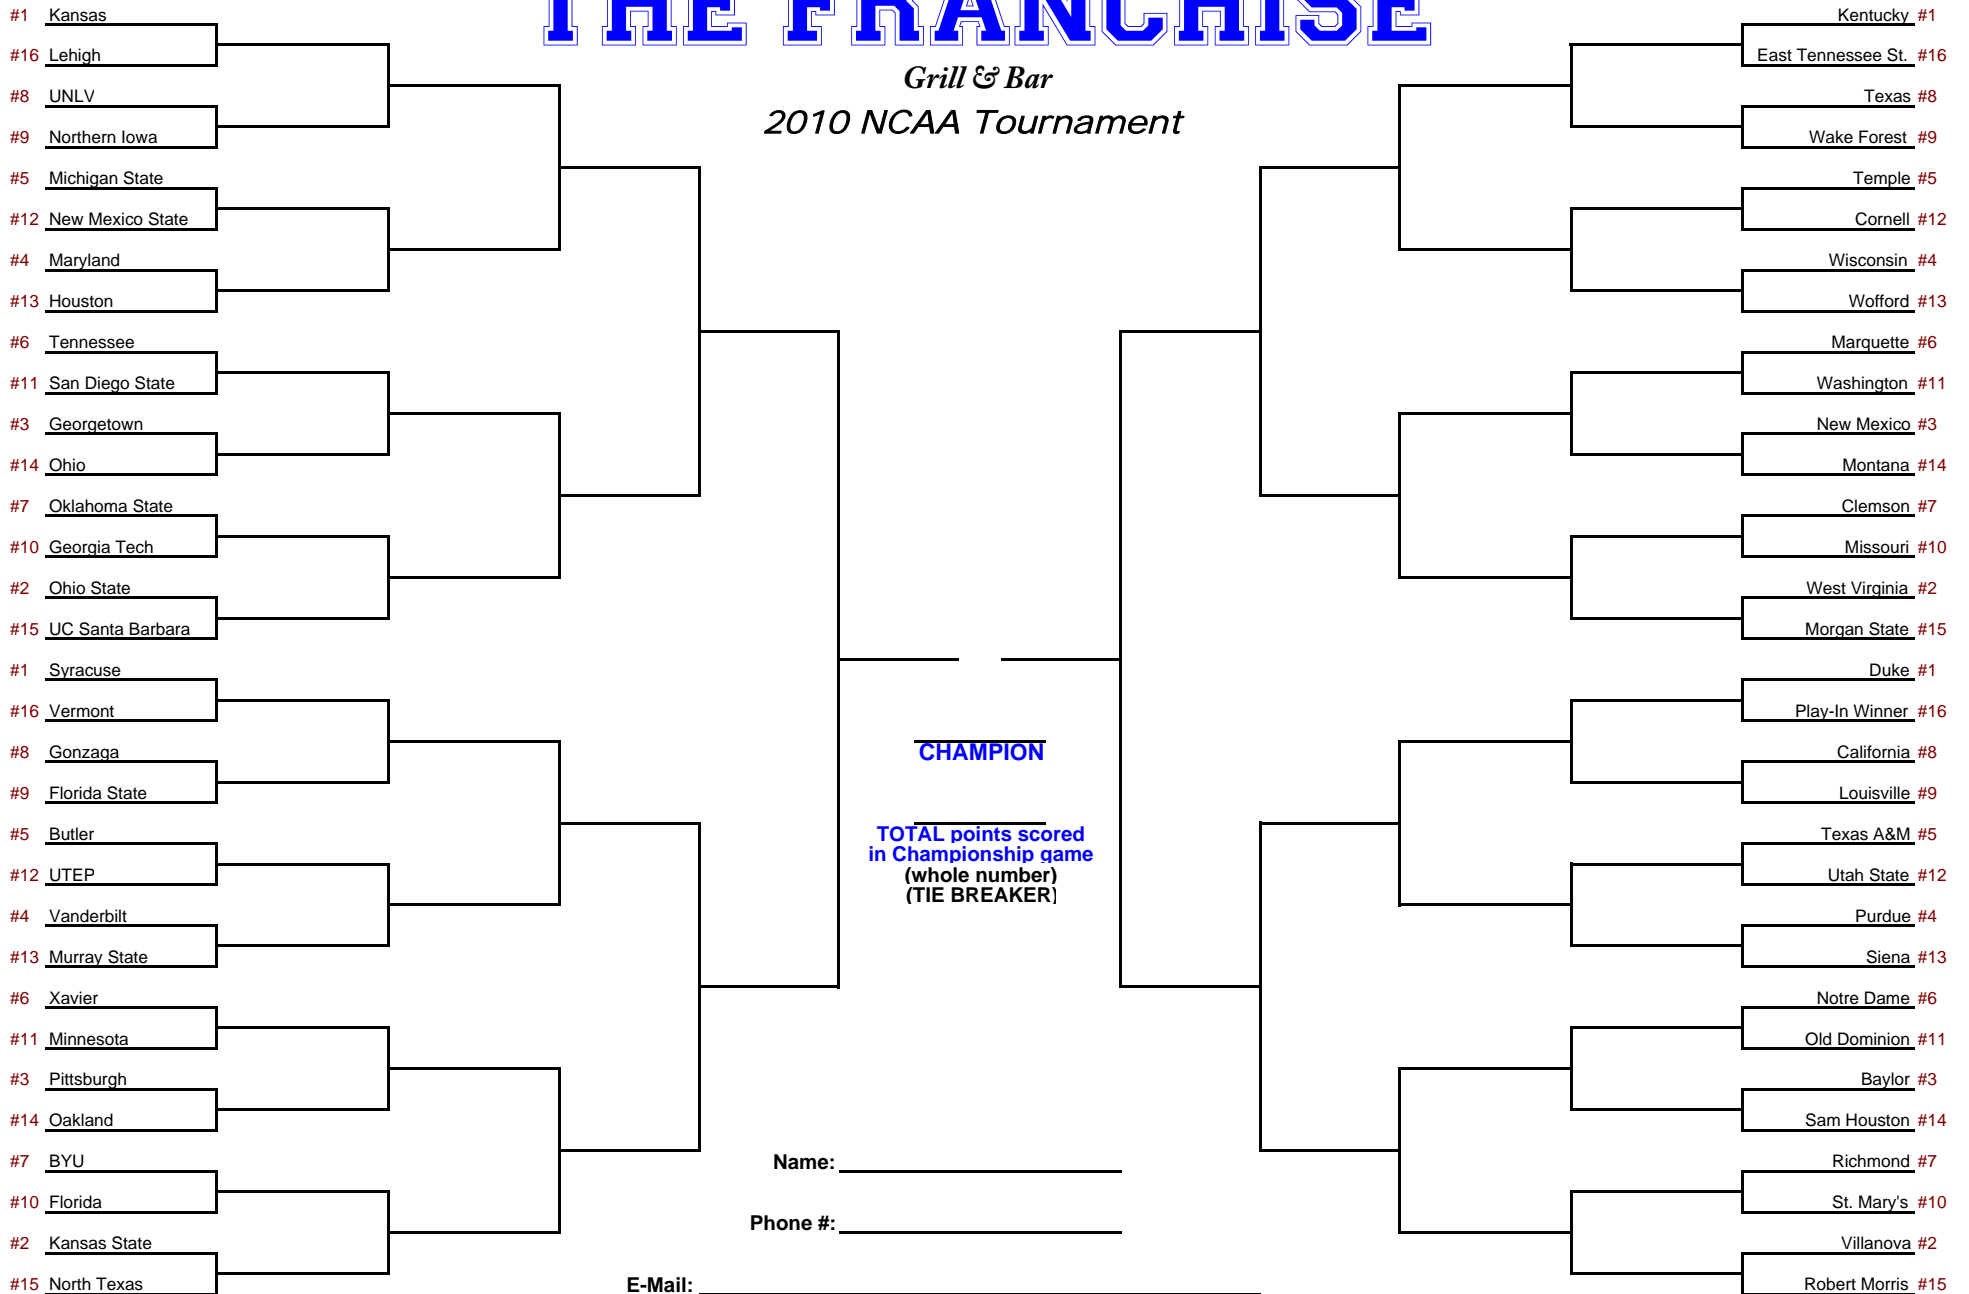 THE FRANCHISE
Grill & Bar
2010 NCAA Tournament
#1 Kansas
#16 Lehigh
#8 UNLV
#9 Northern Iowa
#5 Michigan State
#12 New Mexico State
#4 Maryland
#13 Houston
#6 Tennessee
#11 San Diego State
#3 Georgetown
#14 Ohio
#7 Oklahoma State
#10 Georgia Tech
#2 Ohio State
#15 UC Santa Barbara
#1 Syracuse
#16 Vermont
#8 Gonzaga
#9 Florida State
#5 Butler
#12 UTEP
#4 Vanderbilt
#13 Murray State
#6 Xavier
#11 Minnesota
#3 Pittsburgh
#14 Oakland
#7 BYU
#10 Florida
#2 Kansas State
#15 North Texas
CHAMPION
TOTAL points scored
in Championship game
(whole number)
(TIE BREAKER)
Name:
Phone #:
E-Mail:
Kentucky #1
East Tennessee St. #16
Texas #8
Wake Forest #9
Temple #5
Cornell #12
Wisconsin #4
Wofford #13
Marquette #6
Washington #11
New Mexico #3
Montana #14
Clemson #7
Missouri #10
West Virginia #2
Morgan State #15
Duke #1
Play-In Winner #16
California #8
Louisville #9
Texas A&M #5
Utah State #12
Purdue #4
Siena #13
Notre Dame #6
Old Dominion #11
Baylor #3
Sam Houston #14
Richmond #7
St. Mary's #10
Villanova #2
Robert Morris #15